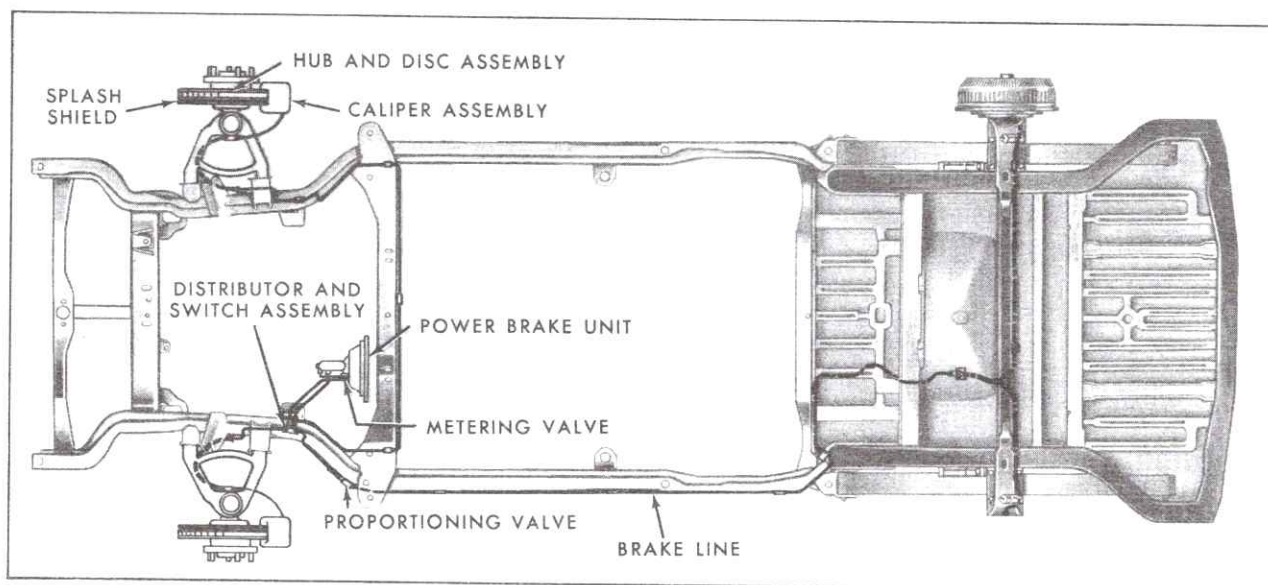 HUB AND DISC ASSEMBLY
SPLASH
SHIELD
CALIPER ASSEMBLY
DISTRIBUTOR AND
SWITCH ASSEMBLY
POWER BRAKE UNIT
METERING VALVE
PROPORTIONING VALVE
BRAKE LINE